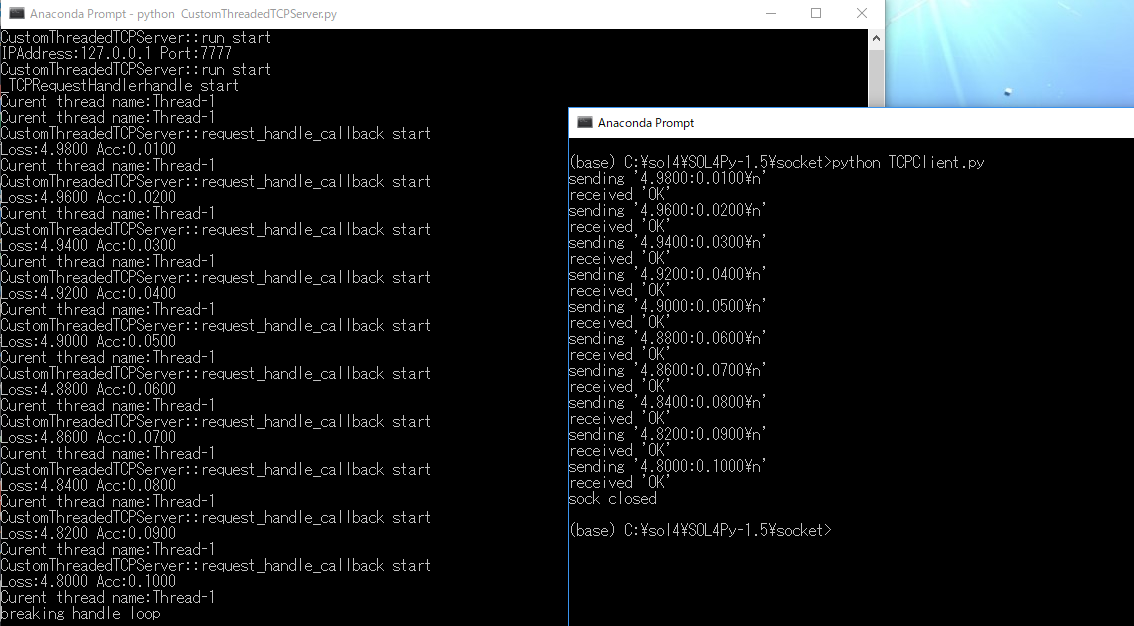 Anaconda Prompt - python  CustomThreadedTCPServer.py
CustomThreadedTCPServer::run start
IPAddress:127.0.0.1 Port:7777
CustomThreadedTCPServer::run start
_TCPRequestHandlerhandle start
Curent thread name:Thread-1
Curent thread name:Thread-1
CustomThreadedTCPServer::request_handle_callback start
Loss:4.9800 Acc:0.0100
Curent thread name:Thread-1
CustomThreadedTCPServer::request_handle_callback start
Loss:4.9600 Acc:0.0200
Curent thread name:Thread-1
CustomThreadedTCPServer::request_handle_callback start
Loss:4.9400 Acc:0.0300
Curent thread name:Thread-1
CustomThreadedTCPServer::request_handle_callback start
Loss:4.9200 Acc:0.0400
Curent thread name:Thread-1
CustomThreadedTCPServer::request_handle_callback start
Loss:4.9000 Acc:0.0500
Curent thread name:Thread-1
CustomThreadedTCPServer::request_handle_callback start
Loss:4.8800 Acc:0.0600
Curent thread name:Thread-1
CustomThreadedTCPServer::request_handle_callback start
Loss:4.8600 Acc:0.0700
Curent thread name:Thread-1
CustomThreadedTCPServer::request_handle_callback start
Loss:4.8400 Acc:0.0800
Curent thread name:Thread-1
CustomThreadedTCPServer::request_handle_callback start
Loss:4.8200 Acc:0.0900
Curent thread name:Thread-1
CustomThreadedTCPServer::request_handle_callback start
Loss:4.8000 Acc:0.1000
Curent thread name:Thread-1
breaking handle loop
Anaconda Prompt
(base) C:¥sol4¥SOL4Py-1.5¥socket>python TCPClient.py
sending '4.9800:0.0100¥n'
received 'OK'
sending '4.9600:0.0200¥n'
received 'OK'
sending '4.9400:0.0300¥n'
received 'OK'
sending '4.9200:0.0400¥n'
received 'OK'
sending '4.9000:0.0500¥n'
received 'OK'
sending '4.8800:0.0600¥n'
received 'OK'
sending '4.8600:0.0700¥n'
received 'OK'
sending '4.8400:0.0800¥n'
received 'OK'
sending '4.8200:0.0900¥n'
received 'OK'
sending '4.8000:0.1000¥n'
received 'OK'
sock closed
(base) C:¥sol4¥SOL4Py-1.5¥socket>